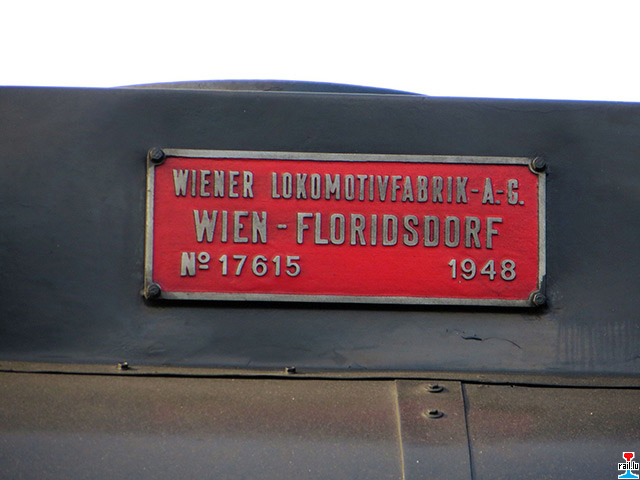 WIENER LOKOMOTIVFABRIK-A-G.
WIEN-FLORIDSDORF
Nº 17615 1948
rail.lu